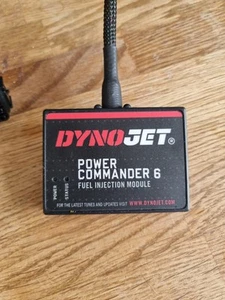 DYNOJET®
POWER
COMMANDER 6
FUEL INJECTION MODULE
POWER
STATUS
FOR THE LATEST TUNES AND UPDATES VISIT WWW.DYNOJET.COM